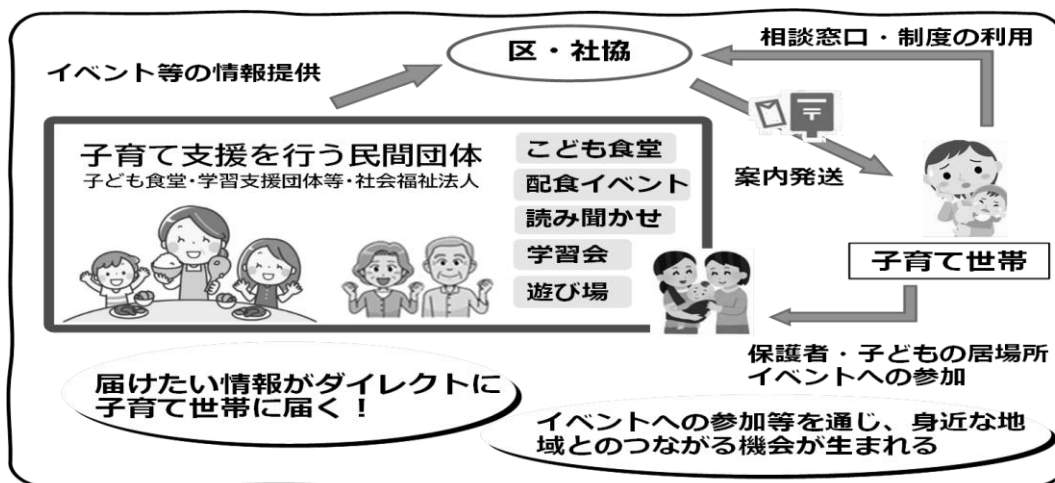 区・社協
相談窓口・制度の利用
イベント等の情報提供
〒
案内発送
子育て支援を行う民間団体
子ども食堂・学習支援団体等・社会福祉法人
こども食堂
配食イベント
読み聞かせ
学習会
遊び場
子育て世帯
保護者・子どもの居場所
イベントへの参加
届けたい情報がダイレクトに
子育て世帯に届く！
イベントへの参加等を通じ、身近な地
域とのつながる機会が生まれる